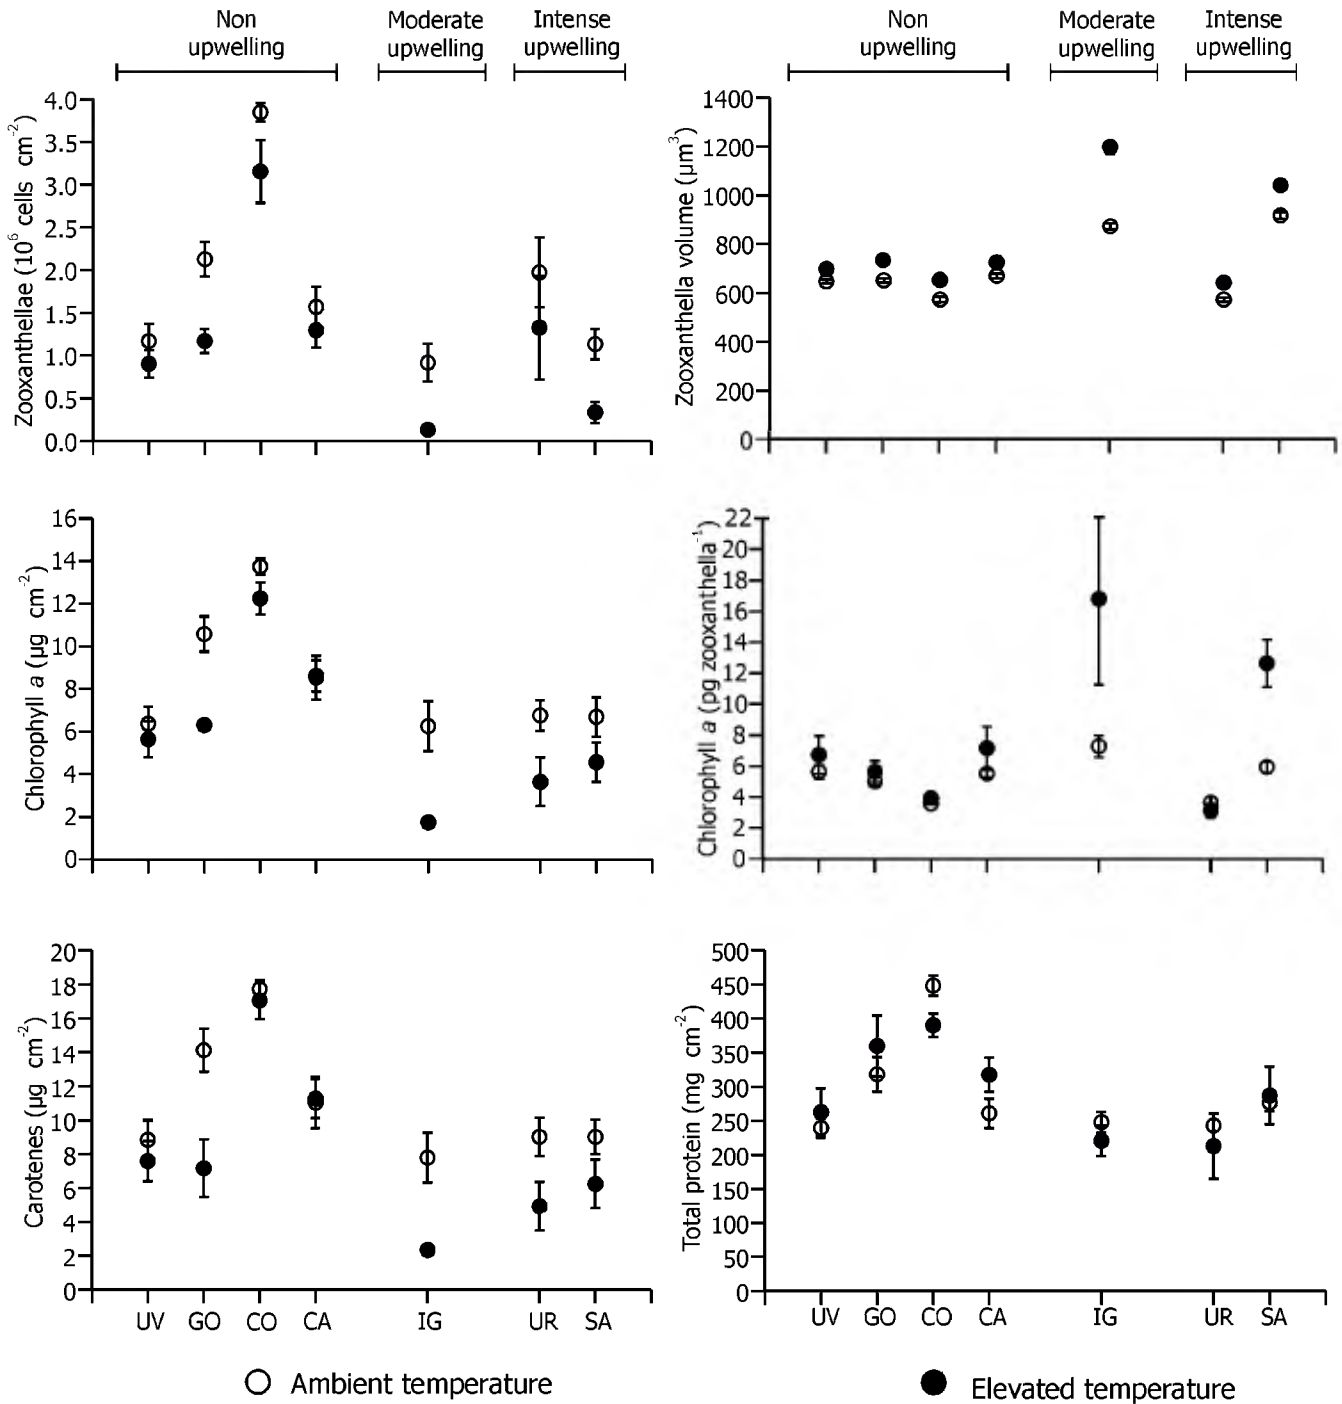 Non
upwelling
Moderate
upwelling
Intense
upwelling
Non
upwelling
Moderate
upwelling
Intense
upwelling
Zooxanthellae (10⁶ cells cm⁻²)
4.0
3.5
3.0
2.5
2.0
1.5
1.0
0.5
0.0
Zooxanthella volume (µm³)
1400
1200
1000
800
600
400
200
0
Chlorophyll a (µg cm⁻²)
16
14
12
10
8
6
4
2
0
Chlorophyll a (pg zooxanthella⁻¹)
22
20
18
16
14
12
10
8
6
4
2
0
Carotenes (µg cm⁻²)
20
18
16
14
12
10
8
6
4
2
0
UV GO CO CA IG UR SA
Total protein (mg cm⁻²)
500
450
400
350
300
250
200
150
100
50
0
UV GO CO CA IG UR SA
Ambient temperature
Elevated temperature